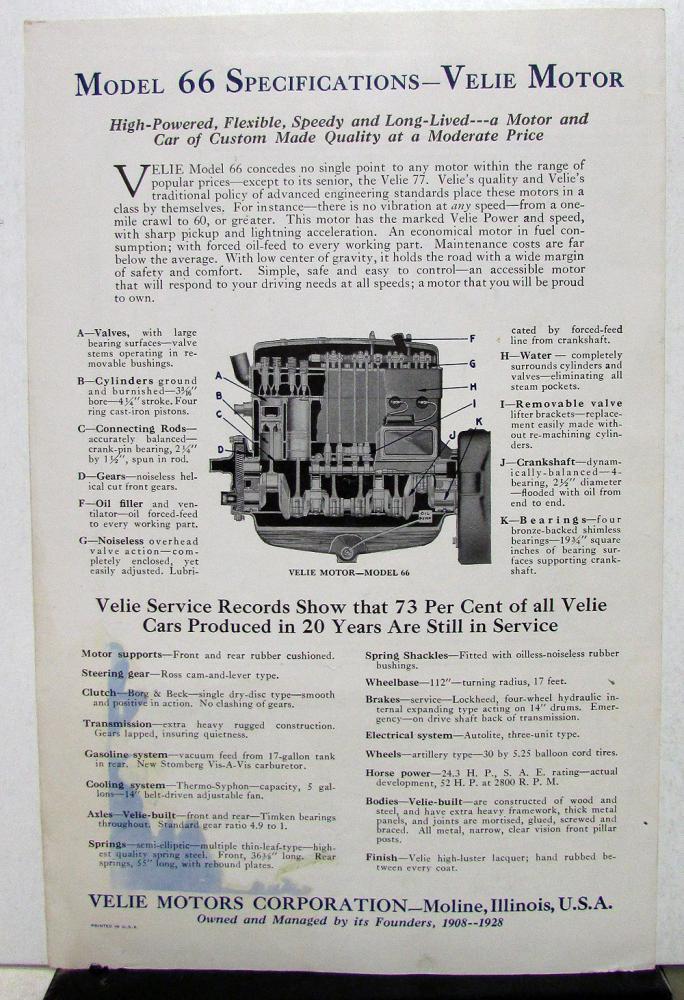 MODEL 66 SPECIFICATIONS—VELIE MOTOR
High-Powered, Flexible, Speedy and Long-Lived---a Motor and
Car of Custom Made Quality at a Moderate Price
VELIE Model 66 concedes no single point to any motor within the range of
popular prices—except to its senior, the Velie 77. Velie's quality and Velie's
traditional policy of advanced engineering standards place these motors in a
class by themselves. For instance—there is no vibration at any speed—from a one-
mile crawl to 60, or greater. This motor has the marked Velie Power and speed,
with sharp pickup and lightning acceleration. An economical motor in fuel con-
sumption; with forced oil-feed to every working part. Maintenance costs are far
below the average. With low center of gravity, it holds the road with a wide margin
of safety and comfort. Simple, safe and easy to control—an accessible motor
that will respond to your driving needs at all speeds; a motor that you will be proud
to own.
A—Valves, with large
bearing surfaces—valve
stems operating in re-
movable bushings.
B—Cylinders ground
and burnished—3 3/16"
bore—4¼" stroke. Four
ring cast-iron pistons.
C—Connecting Rods—
accurately balanced—
crank-pin bearing, 2¼"
by 1½", spun in rod.
D—Gears—noiseless hel-
ical cut front gears.
F—Oil filler and ven-
tilator—oil forced-feed
to every working part.
G—Noiseless overhead
valve action—com-
pletely enclosed, yet
easily adjusted. Lubri-
A
B
C
D
F
G
H
I
K
J
OIL
PUMP
VELIE MOTOR—MODEL 66
cated by forced-feed
line from crankshaft.
H—Water — completely
surrounds cylinders and
valves—eliminating all
steam pockets.
I—Removable valve
lifter brackets—replace-
ment easily made with-
out re-machining cylin-
ders.
J—Crankshaft—dynam-
ically-balanced—4-
bearing, 2½" diameter
—flooded with oil from
end to end.
K—Bearings—four
bronze-backed shimless
bearings—19¾" square
inches of bearing sur-
faces supporting crank-
shaft.
Velie Service Records Show that 73 Per Cent of all Velie
Cars Produced in 20 Years Are Still in Service
Motor supports—Front and rear rubber cushioned.
Steering gear—Ross cam-and-lever type.
Clutch—Borg & Beck—single dry-disc type—smooth
and positive in action. No clashing of gears.
Transmission—extra heavy rugged construction.
Gears lapped, insuring quietness.
Gasoline system—vacuum feed from 17-gallon tank
in rear. New Stomberg Vis-A-Vis carburetor.
Cooling system—Thermo-Syphon—capacity, 5 gal-
lons—14" belt-driven adjustable fan.
Axles—Velie-built—front and rear—Timken bearings
throughout. Standard gear ratio 4.9 to 1.
Springs—semi-elliptic—multiple thin-leaf-type—high-
est quality spring steel. Front, 36⅜" long. Rear
springs, 55" long, with rebound plates.
Spring Shackles—Fitted with oilless-noiseless rubber
bushings.
Wheelbase—112"—turning radius, 17 feet.
Brakes—service—Lockheed, four-wheel hydraulic in-
ternal expanding type acting on 14" drums. Emer-
gency—on drive shaft back of transmission.
Electrical system—Autolite, three-unit type.
Wheels—artillery type—30 by 5.25 balloon cord tires.
Horse power—24.3 H. P., S. A. E. rating—actual
development, 52 H. P. at 2800 R. P. M.
Bodies—Velie-built—are constructed of wood and
steel, and have extra heavy framework, thick metal
panels, and joints are mortised, glued, screwed and
braced. All metal, narrow, clear vision front pillar
posts.
Finish—Velie high-luster lacquer; hand rubbed be-
tween every coat.
VELIE MOTORS CORPORATION—Moline, Illinois, U.S.A.
Owned and Managed by its Founders, 1908--1928
PRINTED IN U.S.A.